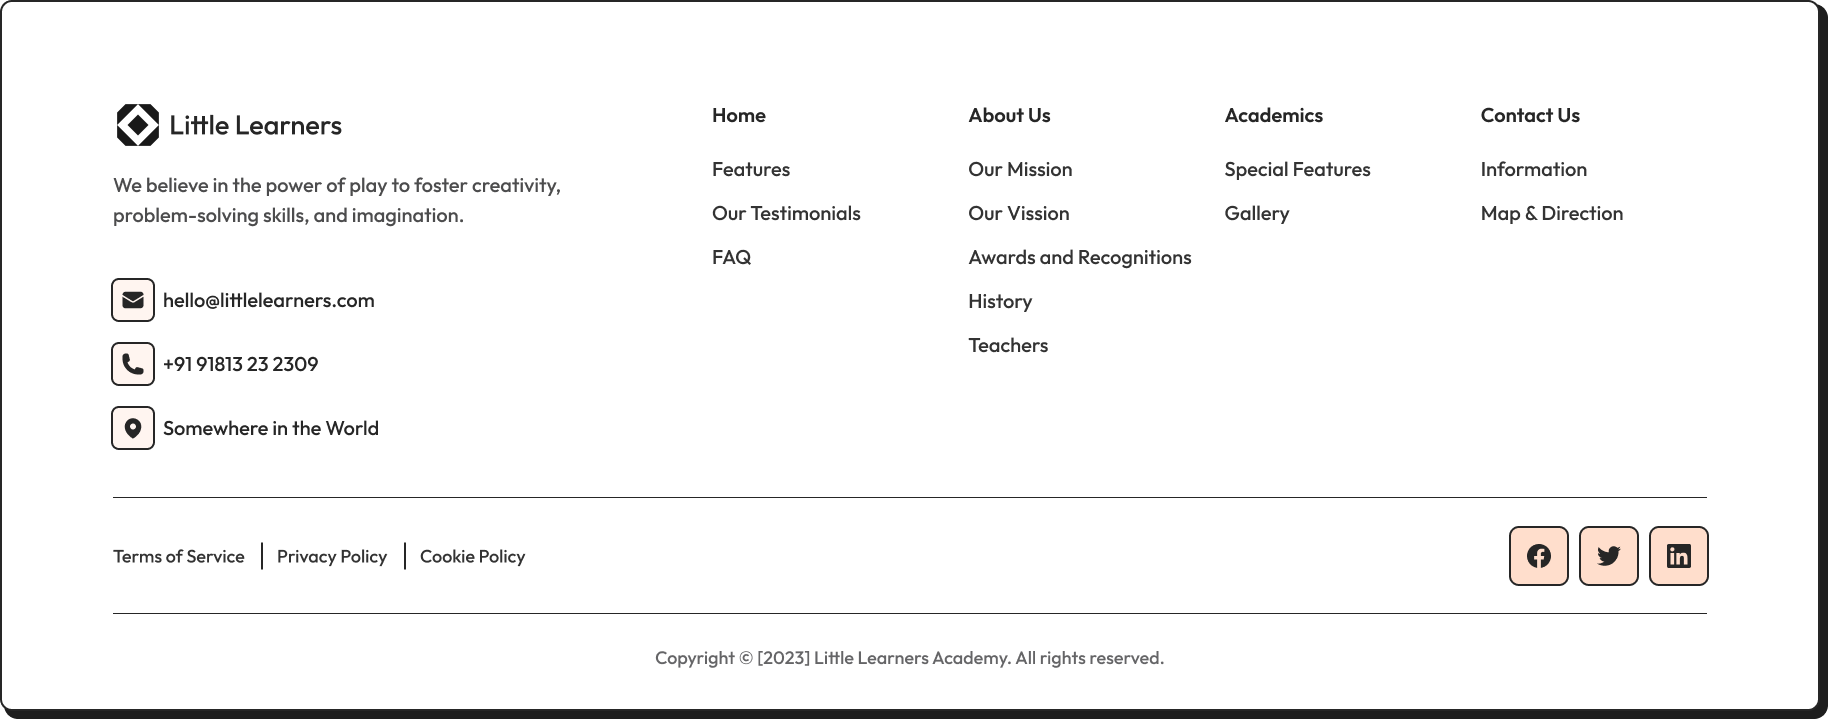 Little Learners
We believe in the power of play to foster creativity,
problem-solving skills, and imagination.
hello@littlelearners.com
+91 91813 23 2309
Somewhere in the World
Home
Features
Our Testimonials
FAQ
About Us
Our Mission
Our Vission
Awards and Recognitions
History
Teachers
Academics
Special Features
Gallery
Contact Us
Information
Map & Direction
Terms of Service
Privacy Policy
Cookie Policy
in
Copyright © [2023] Little Learners Academy. All rights reserved.